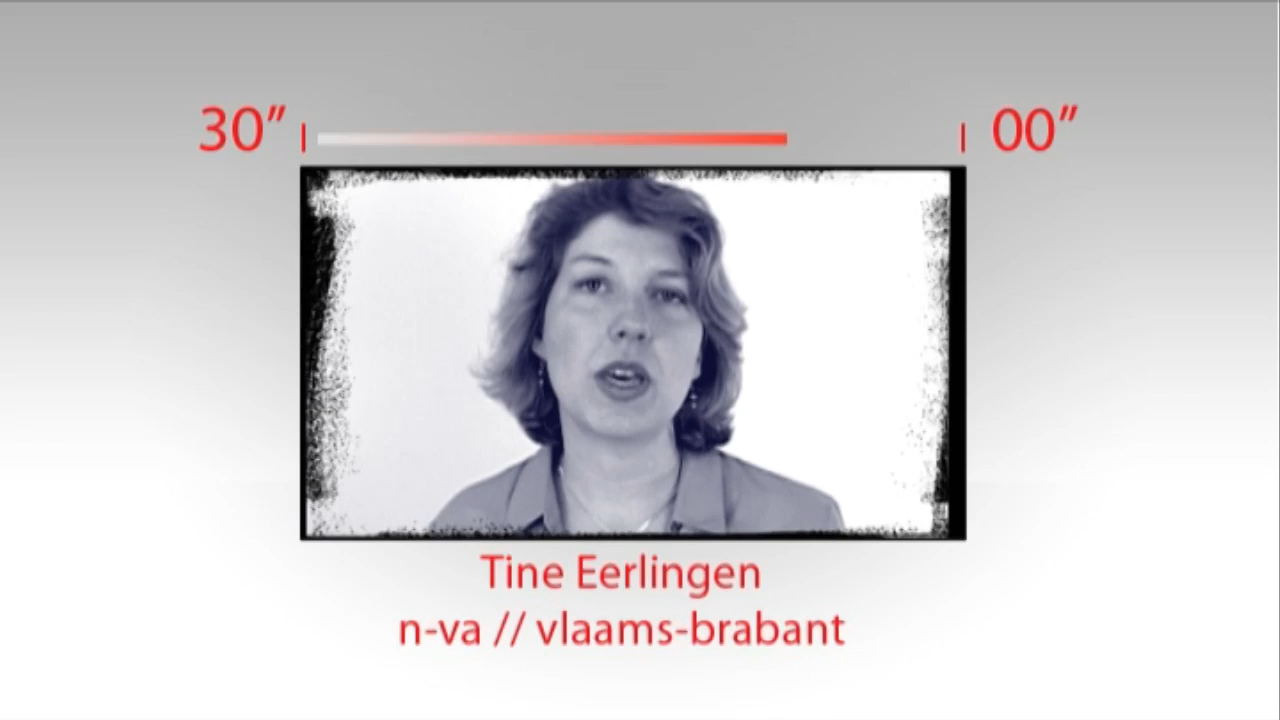 30” 00”
Tine Eerlingen
n-va // vlaams-brabant